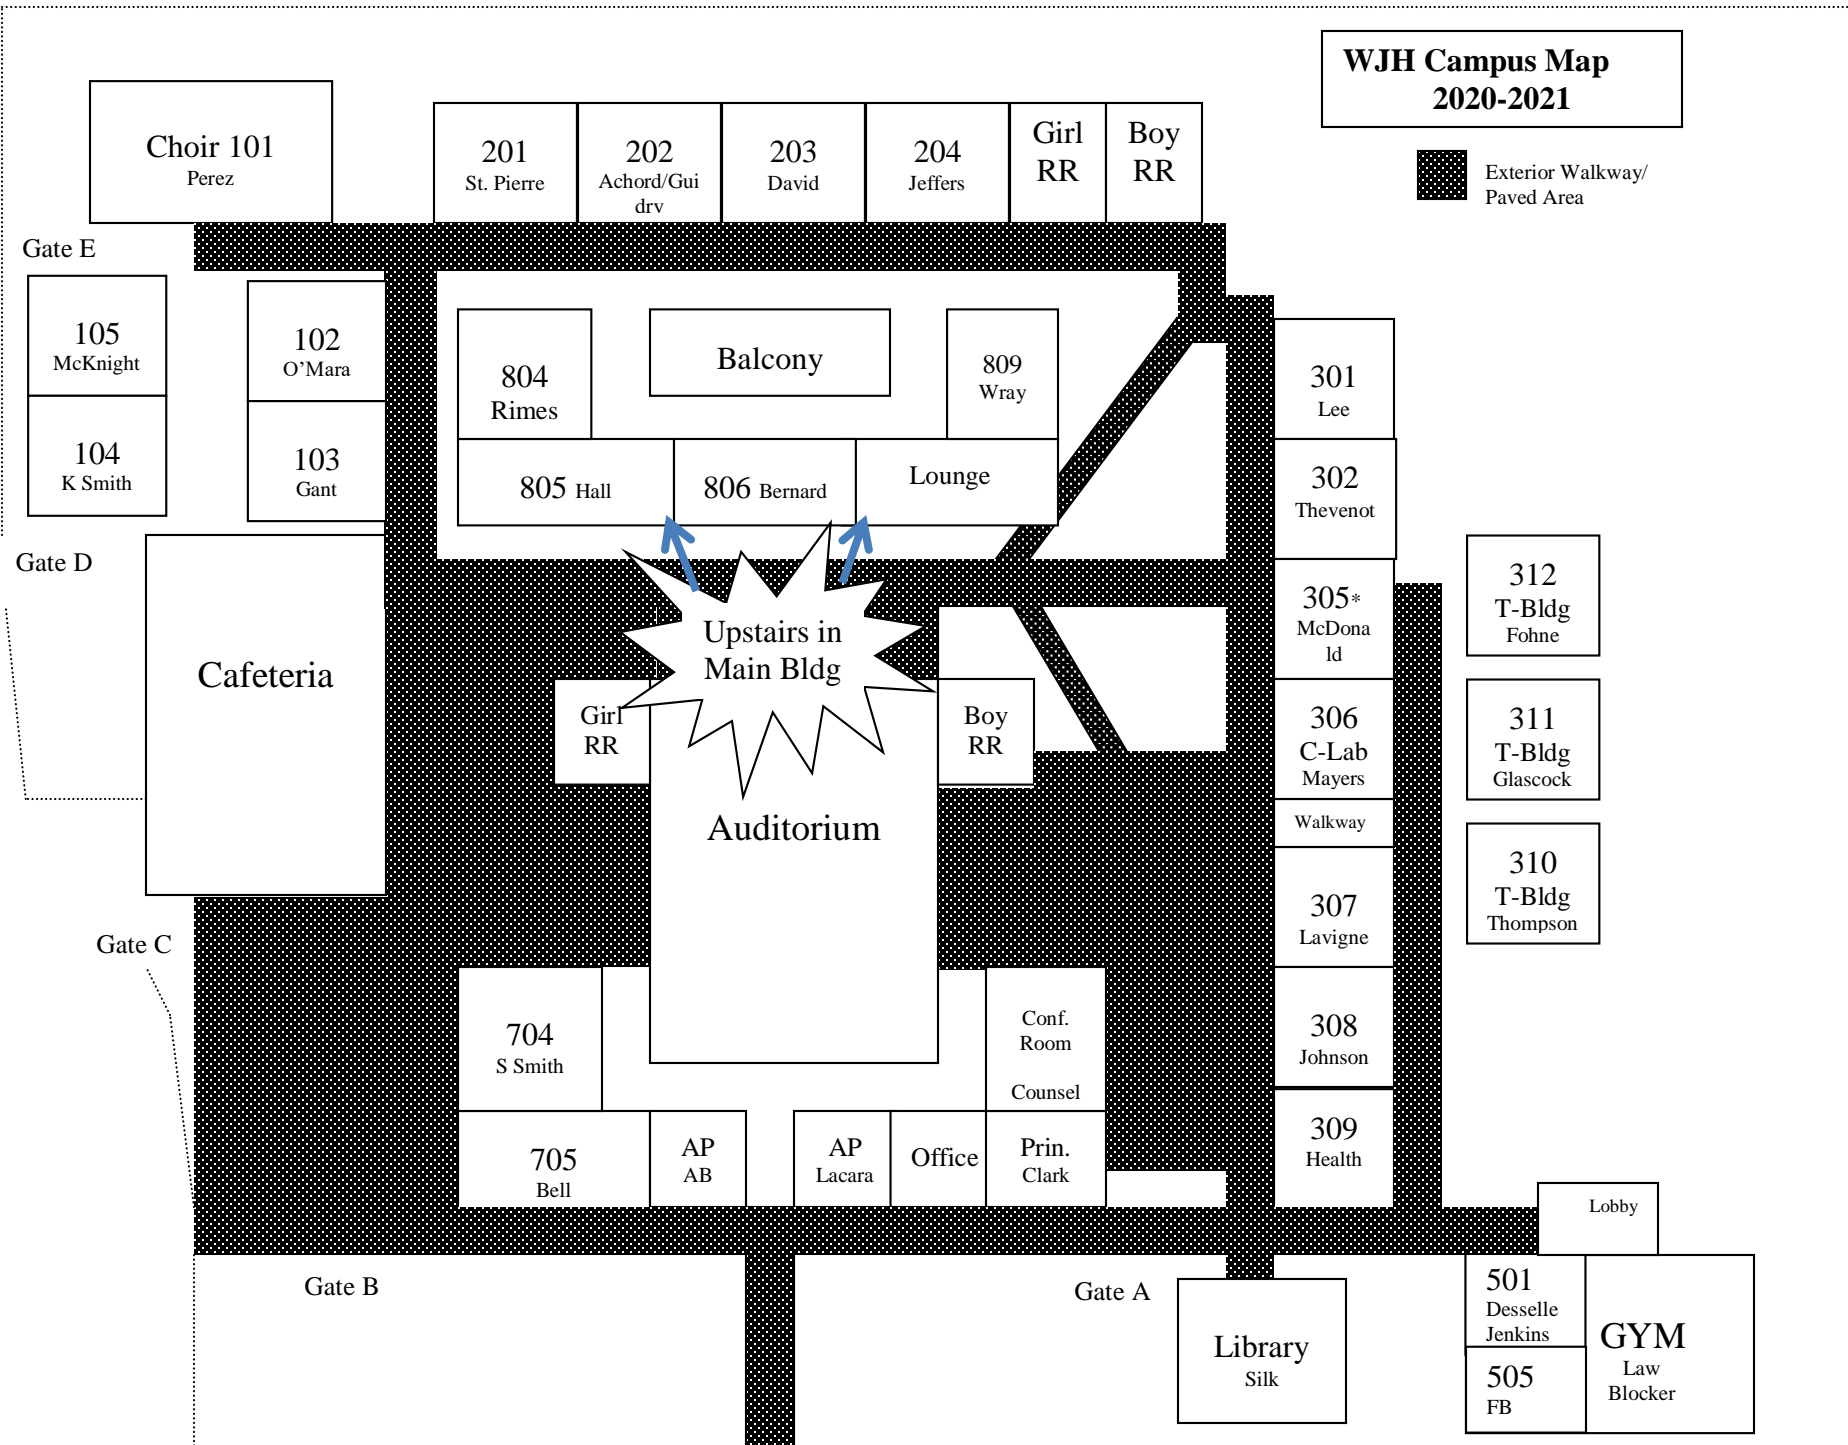 WJH Campus Map
2020-2021
Exterior Walkway/
Paved Area
Choir 101
Perez
201
St. Pierre
202
Achord/Gui
drv
203
David
204
Jeffers
Girl
RR
Boy
RR
Gate E
105
McKnight
104
K Smith
102
O’Mara
103
Gant
804
Rimes
Balcony
809
Wray
805 Hall
806 Bernard
Lounge
301
Lee
302
Thevenot
305*
McDona
ld
306
C-Lab
Mayers
Walkway
307
Lavigne
308
Johnson
309
Health
312
T-Bldg
Fohne
311
T-Bldg
Glascock
310
T-Bldg
Thompson
Gate D
Cafeteria
Upstairs in
Main Bldg
Girl
RR
Boy
RR
Auditorium
Gate C
704
S Smith
705
Bell
AP
AB
AP
Lacara
Office
Conf.
Room
Counsel
Prin.
Clark
Gate B
Gate A
Library
Silk
Lobby
501
Desselle
Jenkins
505
FB
GYM
Law
Blocker